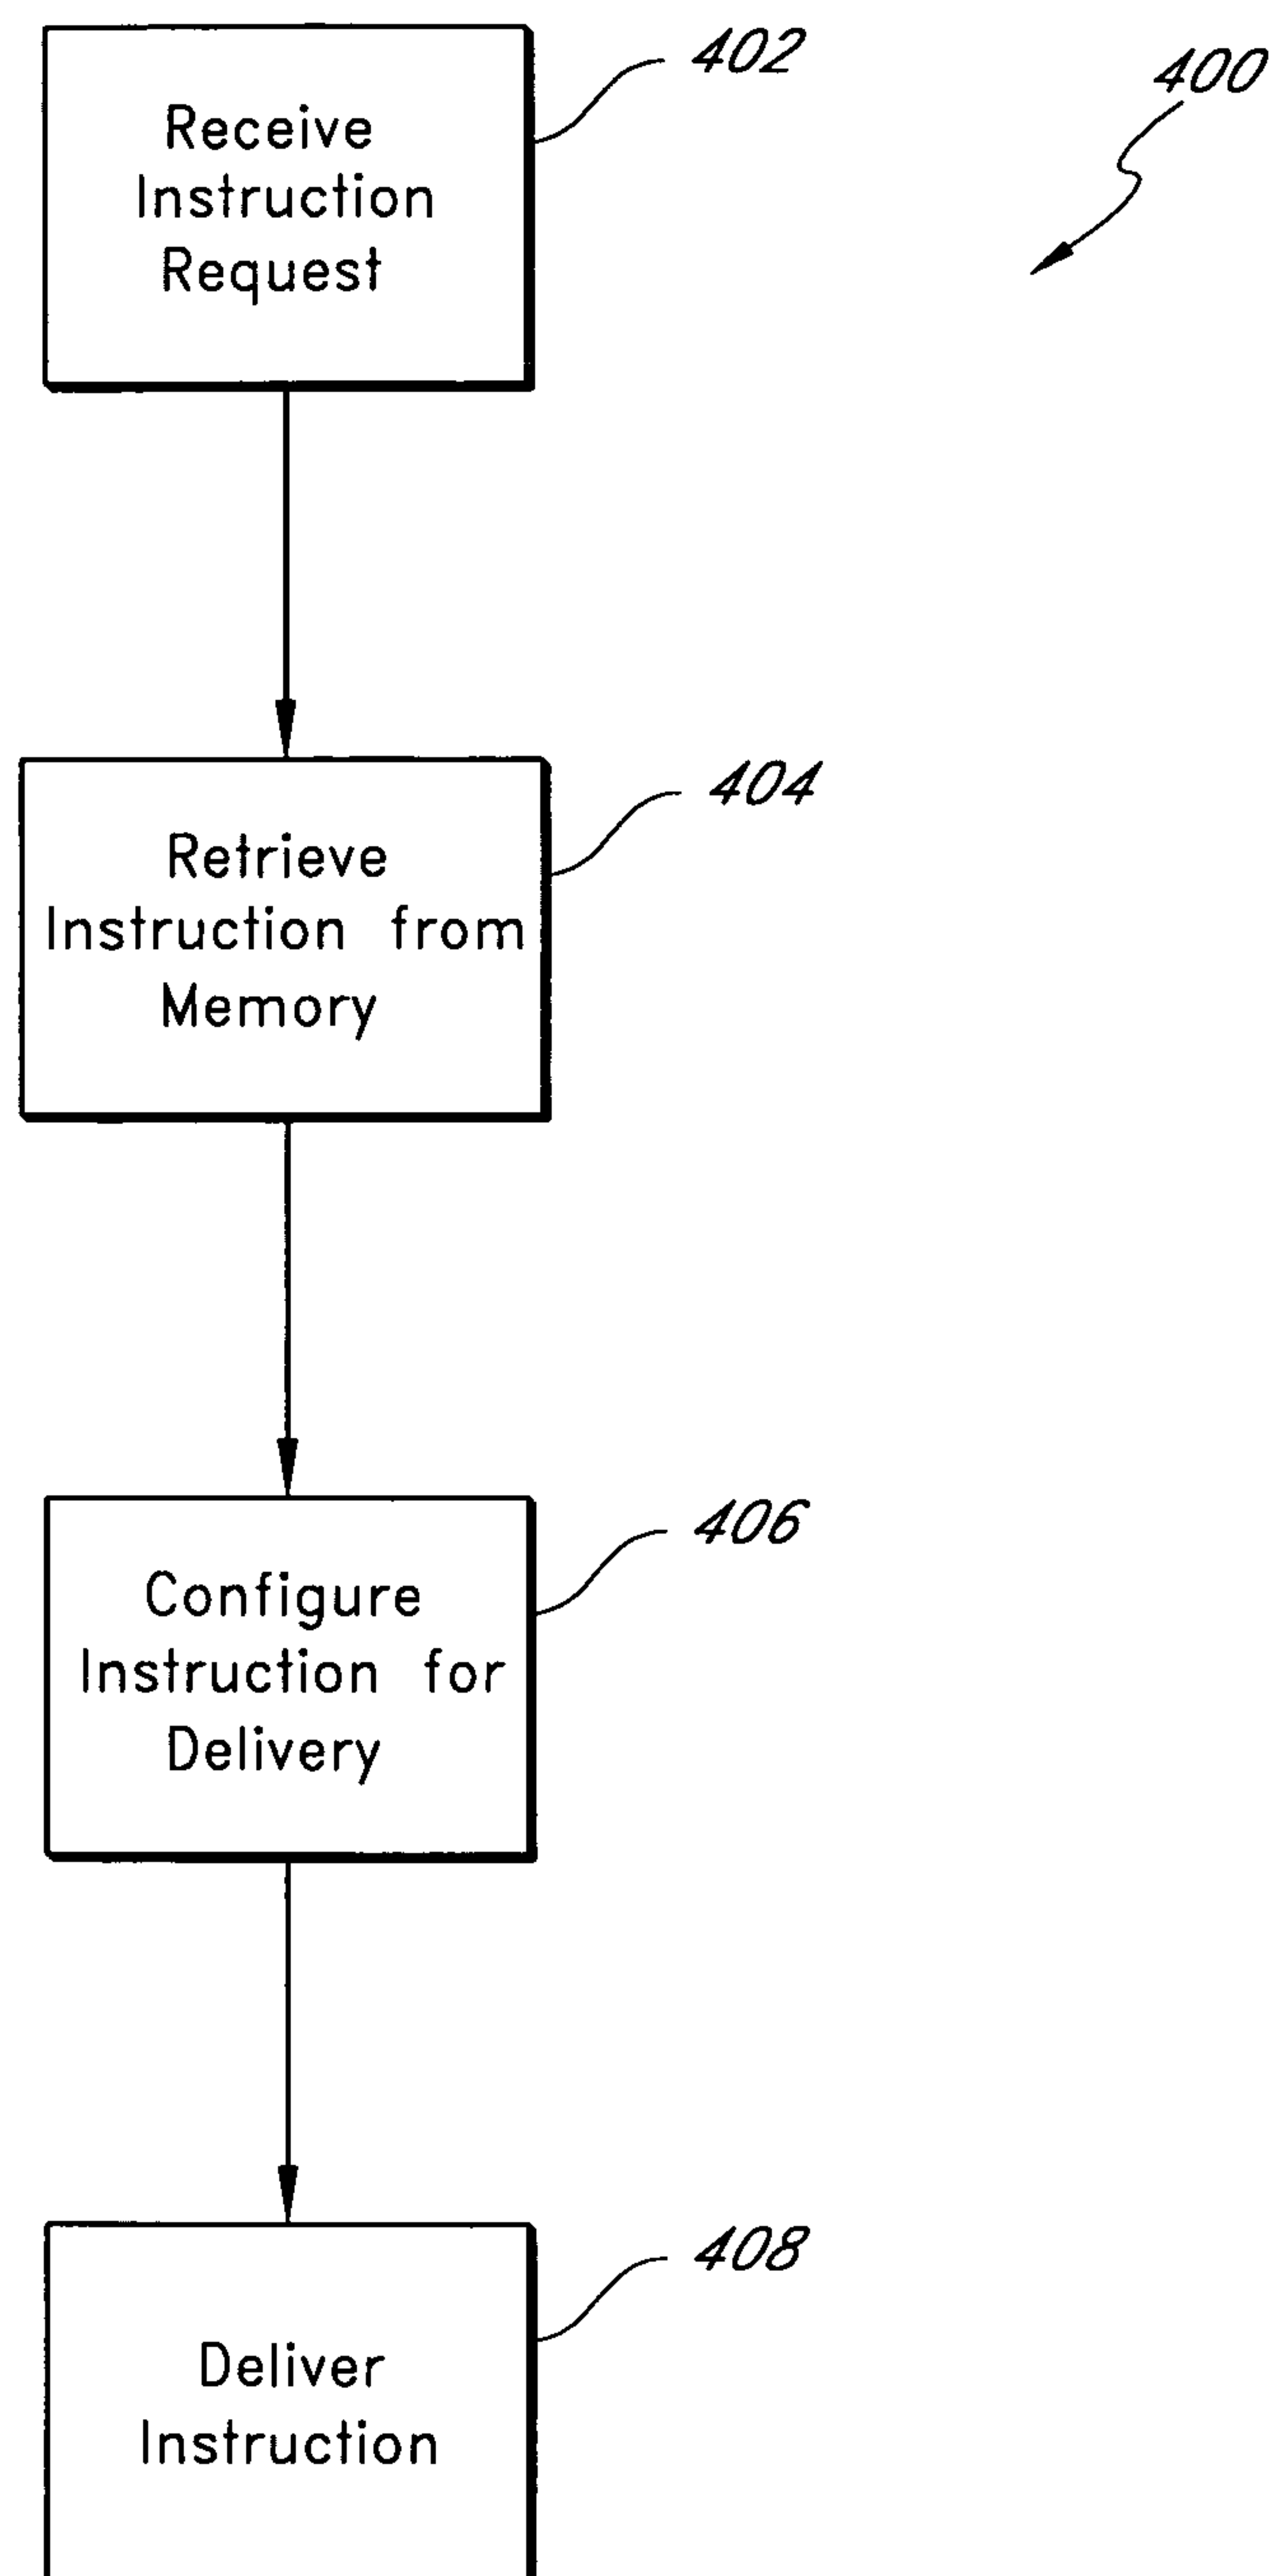 402
400
Receive
Instruction
Request
404
Retrieve
Instruction from
Memory
406
Configure
Instruction for
Delivery
408
Deliver
Instruction